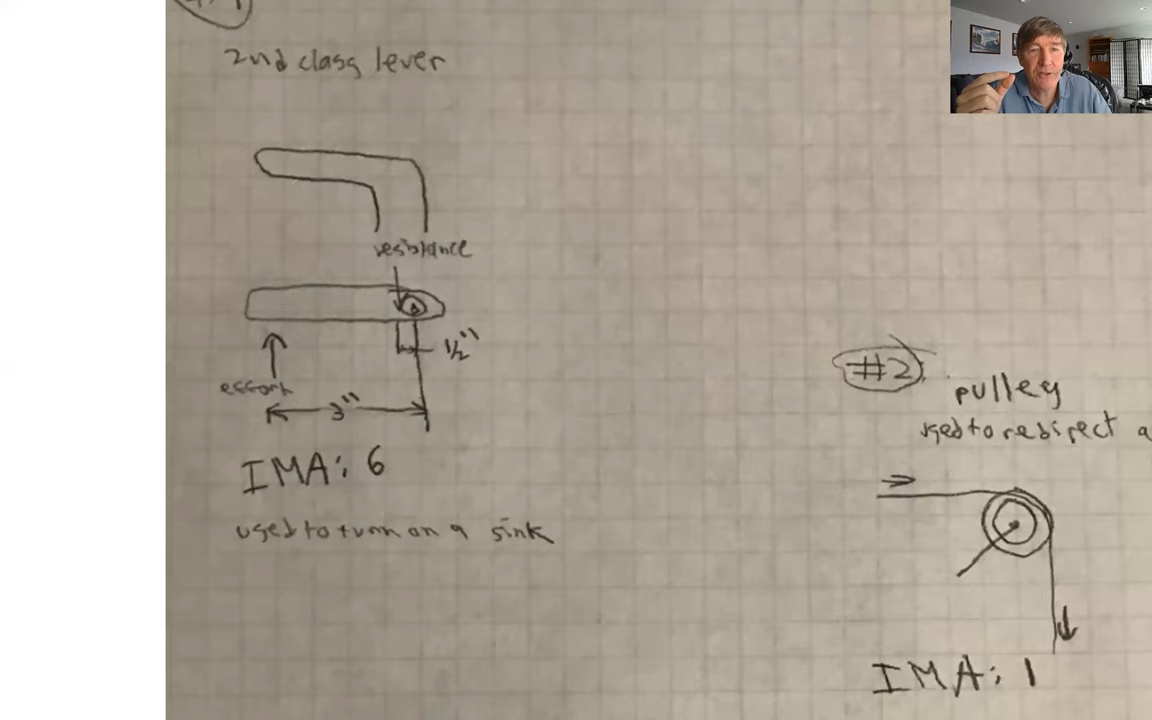 2nd class lever
resistance
1/2"
effort
3"
IMA: 6
used to turn on a sink
#2
pulley
used to redirect a
IMA: 1